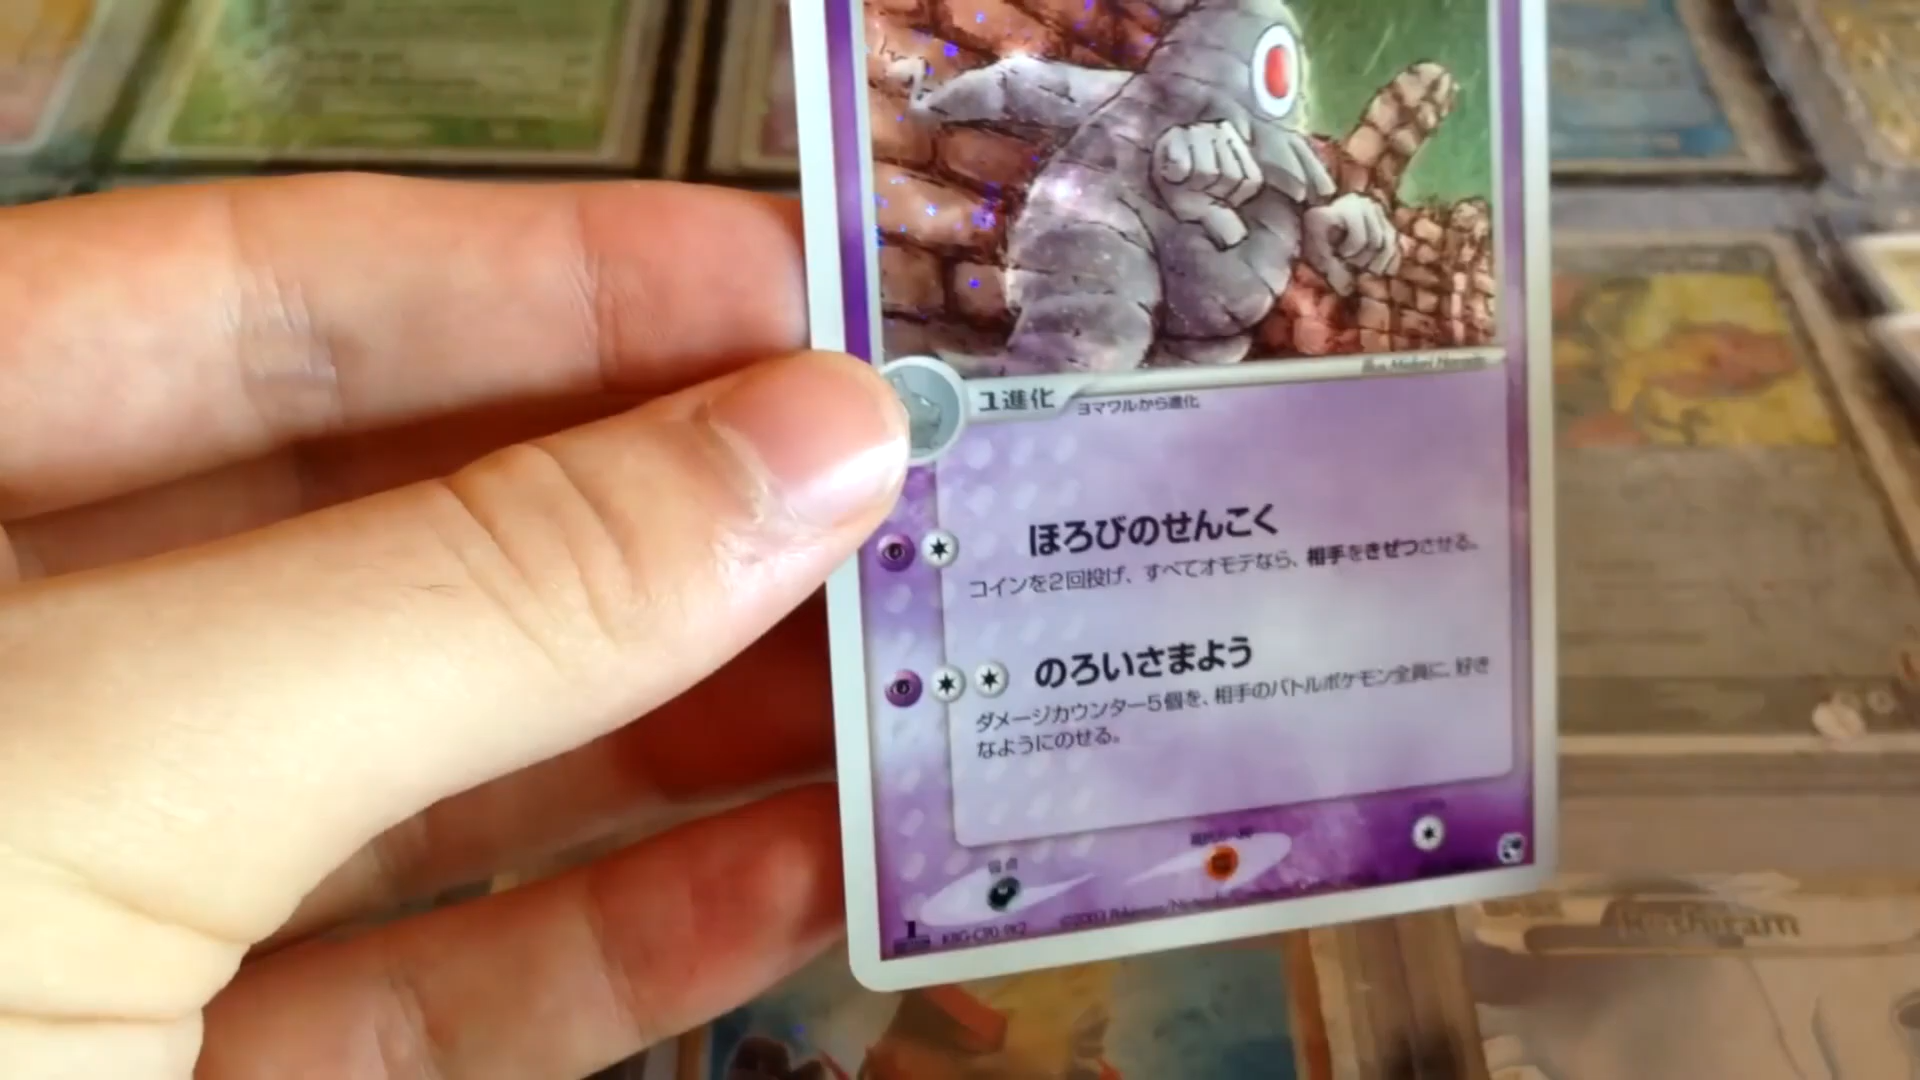 1進化
ヨマワルから進化
ほろびのせんこく
コインを2回投げ、すべてオモテなら、相手をきぜつさせる。
のろいさまよう
ダメージカウンター5個を、相手のバトルポケモン全員に、好き
なようにのせる。
弱点
©2003
Reshiram